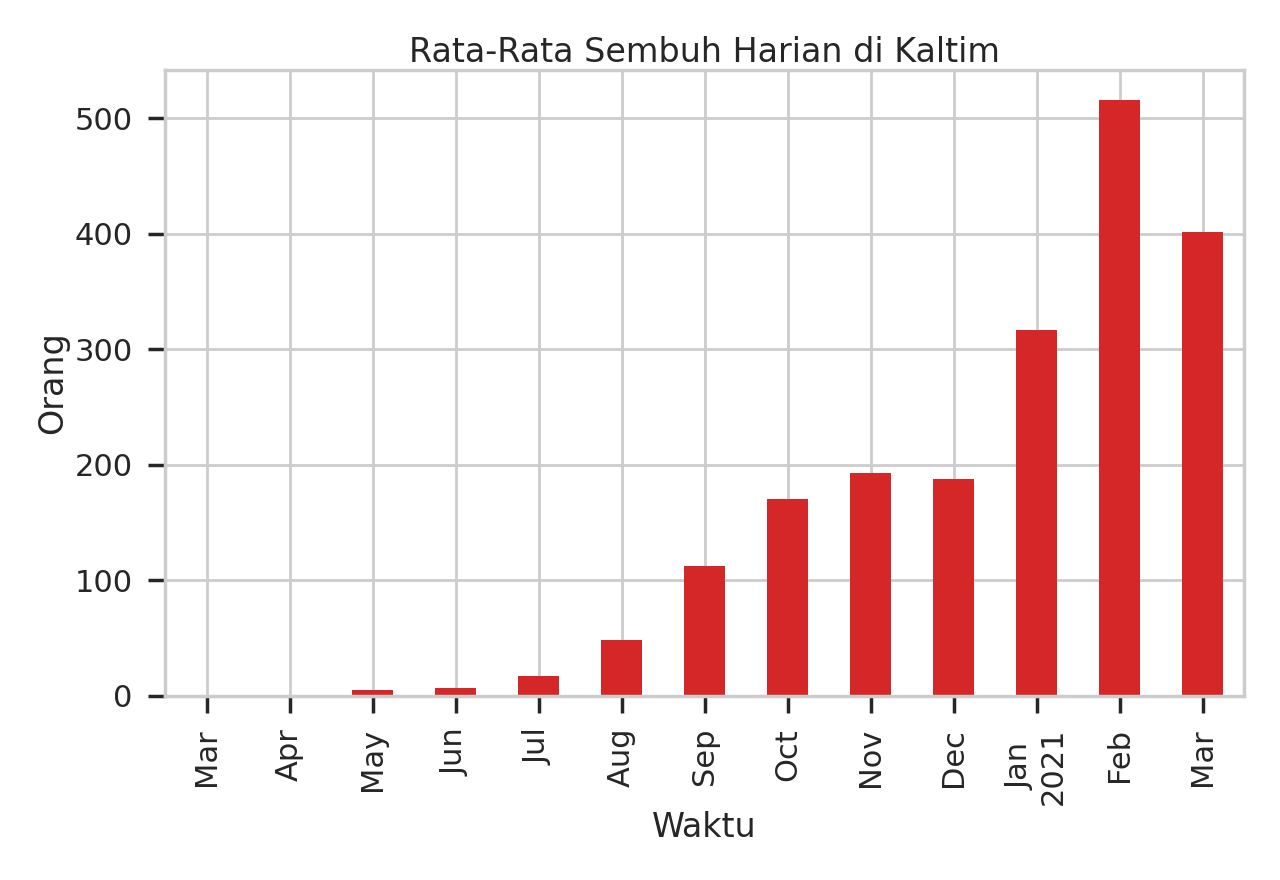 Rata-Rata Sembuh Harian di Kaltim
Orang
500
400
300
200
100
0
Mar
Apr
May
Jun
Jul
Aug
Sep
Oct
Nov
Dec
Jan
2021
Feb
Mar
Waktu